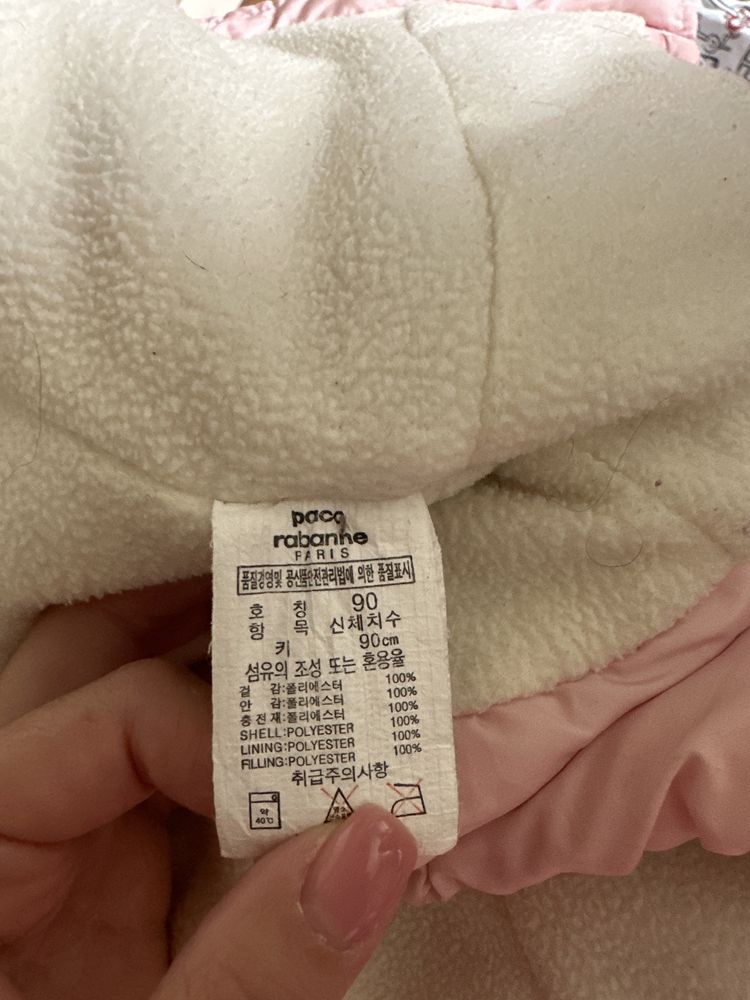 paco
rabanne
PARIS
품질경영및 공산품안전관리법에 의한 품질표시
호 칭 90
항 목 신체치수
키 90cm
섬유의 조성 또는 혼용율
겉 감:폴리에스터 100%
안 감:폴리에스터 100%
충 전 재:폴리에스터 100%
SHELL:POLYESTER 100%
LINING:POLYESTER 100%
FILLING:POLYESTER 100%
취급주의사항
약
40℃